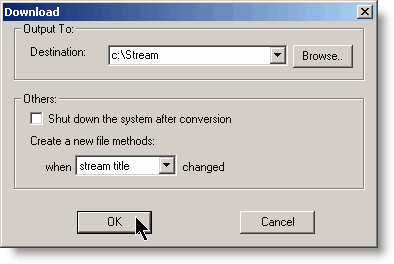 Download
Output To:
Destination: c:\Stream Browse..
Others:
Shut down the system after conversion
Create a new file methods:
when stream title changed
OK Cancel